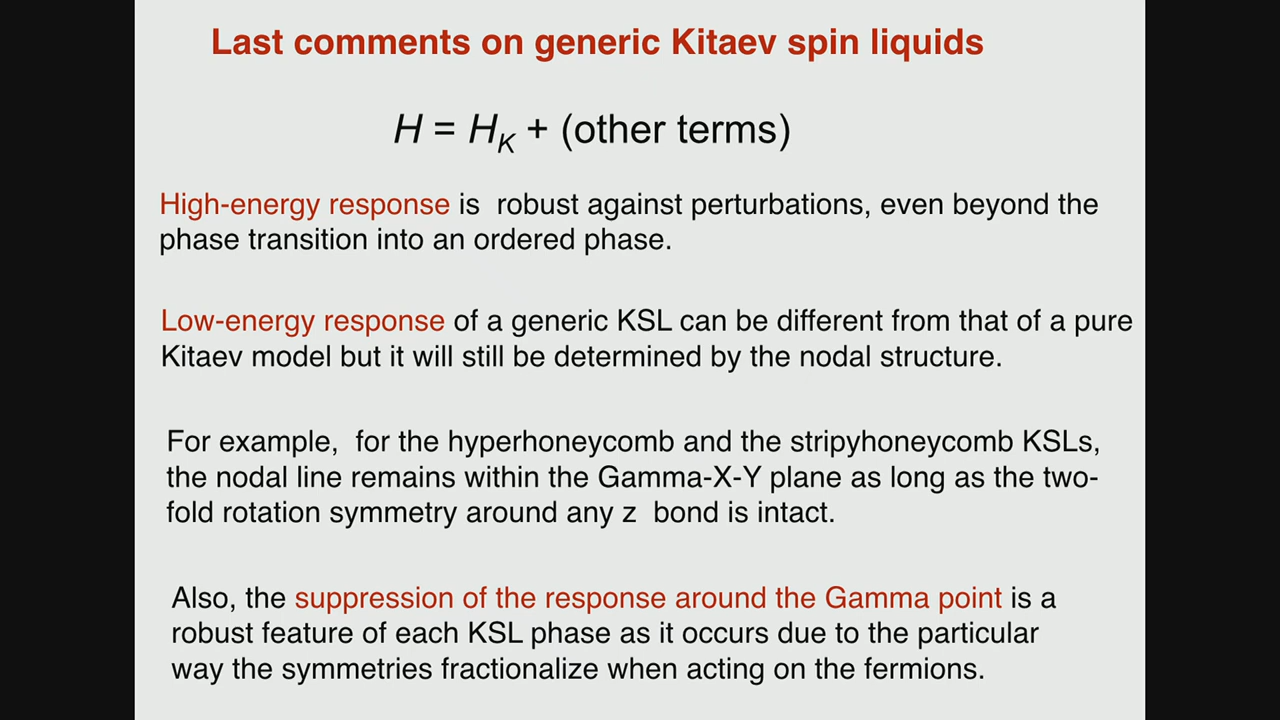 Last comments on generic Kitaev spin liquids
H = H_K + (other terms)
High-energy response is robust against perturbations, even beyond the
phase transition into an ordered phase.
Low-energy response of a generic KSL can be different from that of a pure
Kitaev model but it will still be determined by the nodal structure.
For example, for the hyperhoneycomb and the stripyhoneycomb KSLs,
the nodal line remains within the Gamma-X-Y plane as long as the two-
fold rotation symmetry around any z bond is intact.
Also, the suppression of the response around the Gamma point is a
robust feature of each KSL phase as it occurs due to the particular
way the symmetries fractionalize when acting on the fermions.